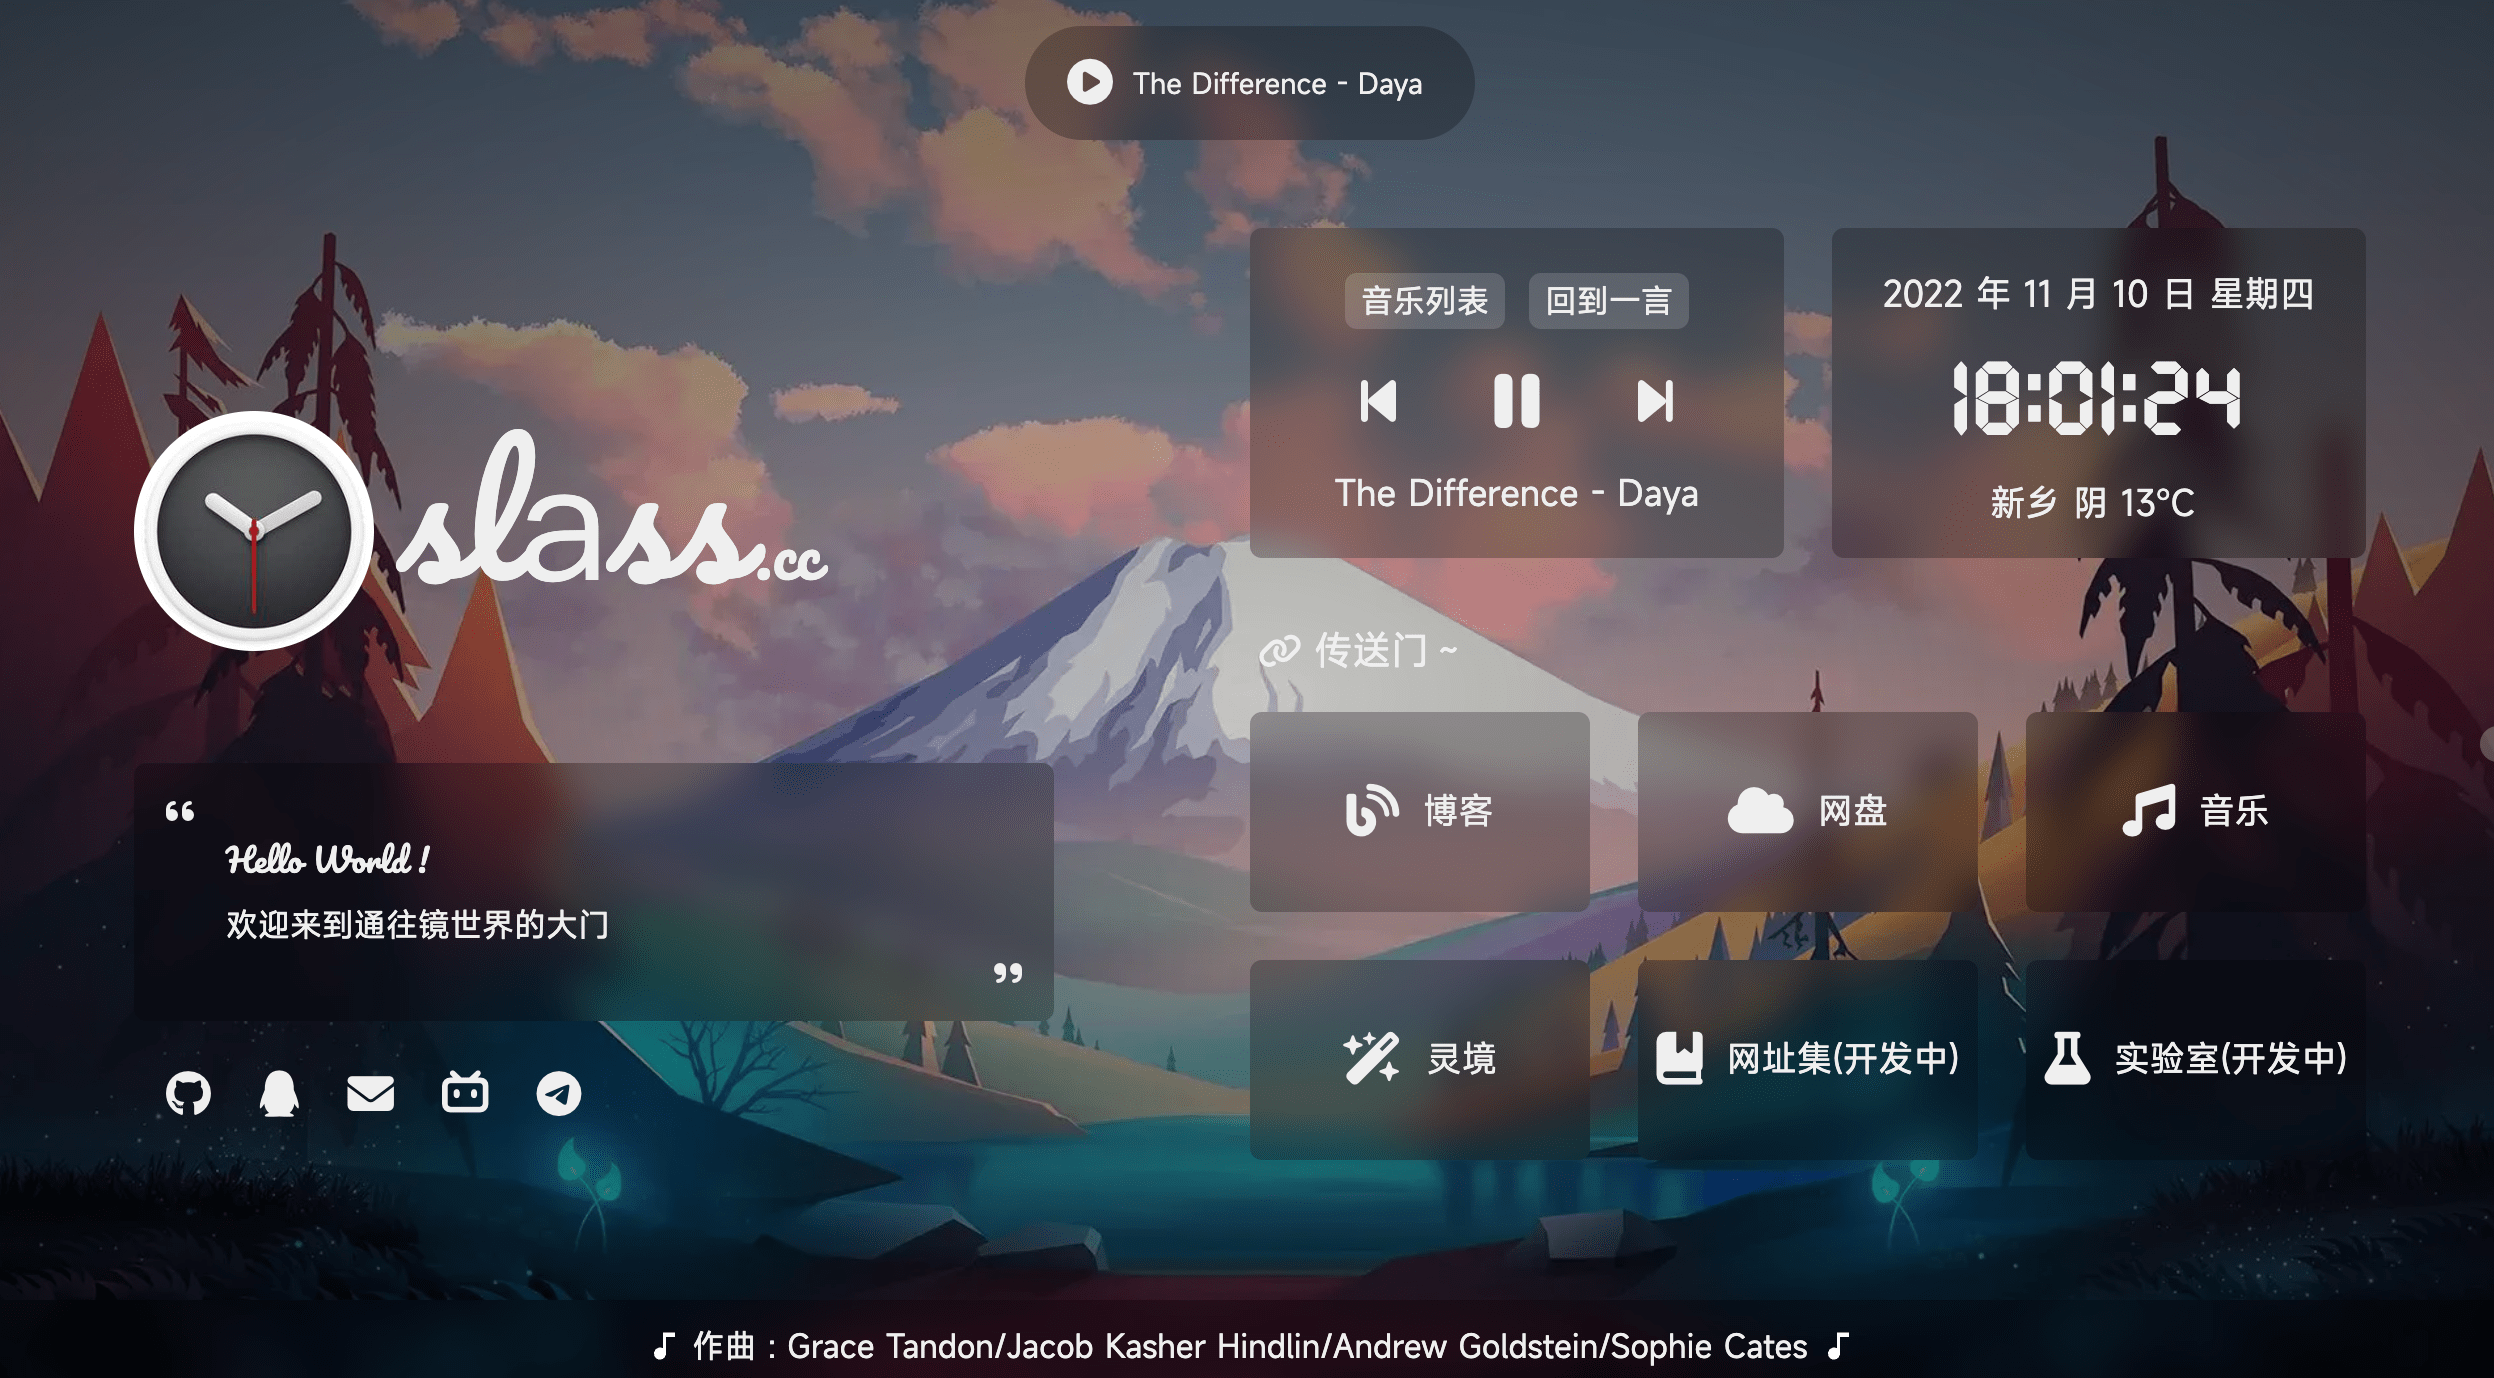 The Difference - Daya
slass.cc
Hello World !
欢迎来到通往镜世界的大门
音乐列表
回到一言
The Difference - Daya
2022 年 11 月 10 日 星期四
18:01:24
新乡 阴 13℃
传送门 ~
博客
网盘
音乐
灵境
网址集(开发中)
实验室(开发中)
作曲 : Grace Tandon/Jacob Kasher Hindlin/Andrew Goldstein/Sophie Cates